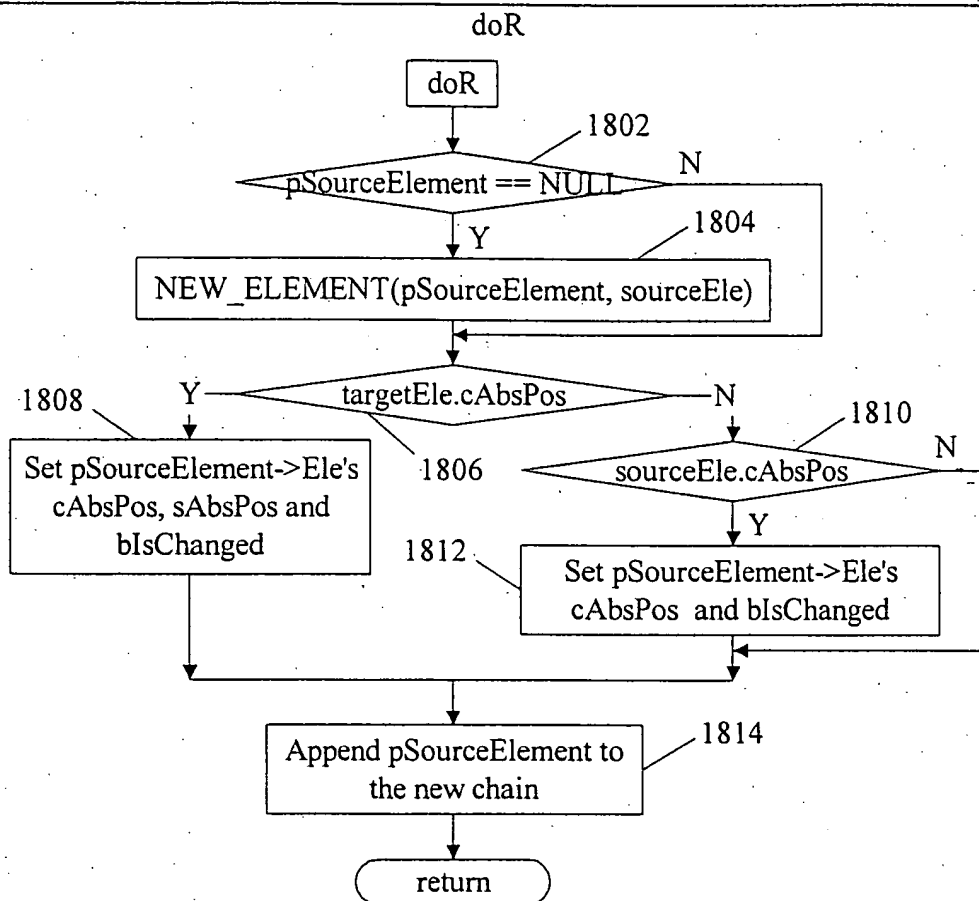 doR
doR
1802
pSourceElement == NULL
N
Y
1804
NEW_ELEMENT(pSourceElement, sourceEle)
Y
targetEle.cAbsPos
N
1808
1806
1810
Set pSourceElement->Ele's
cAbsPos, sAbsPos and
bIsChanged
sourceEle.cAbsPos
N
Y
1812
Set pSourceElement->Ele's
cAbsPos and bIsChanged
Append pSourceElement to
the new chain
1814
return